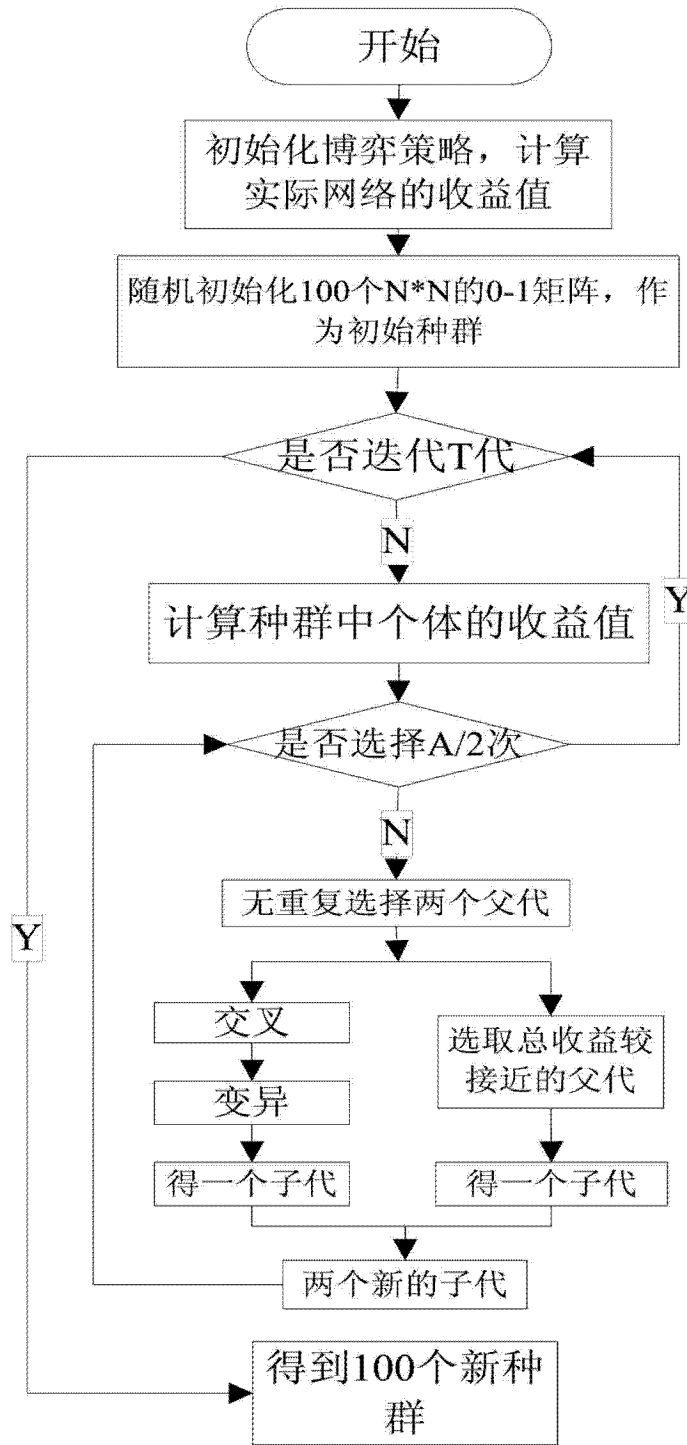 开始
初始化博弈策略，计算
实际网络的收益值
随机初始化100个N*N的0-1矩阵，作
为初始种群
是否迭代T代
N
计算种群中个体的收益值
Y
是否选择A/2次
N
无重复选择两个父代
Y
交叉
选取总收益较
接近的父代
变异
得一个子代
得一个子代
两个新的子代
得到100个新种
群